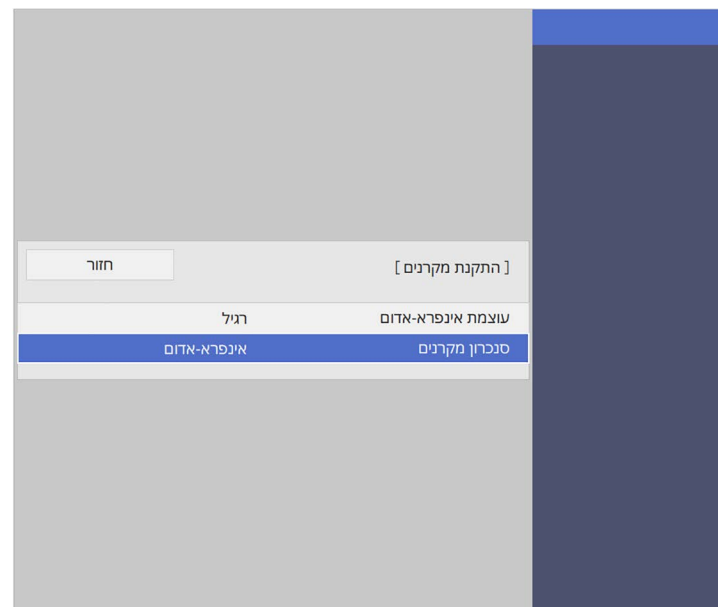 [ התקנת מקרנים ]
חזור
עוצמת אינפרא-אדום רגיל
סנכרון מקרנים אינפרא-אדום